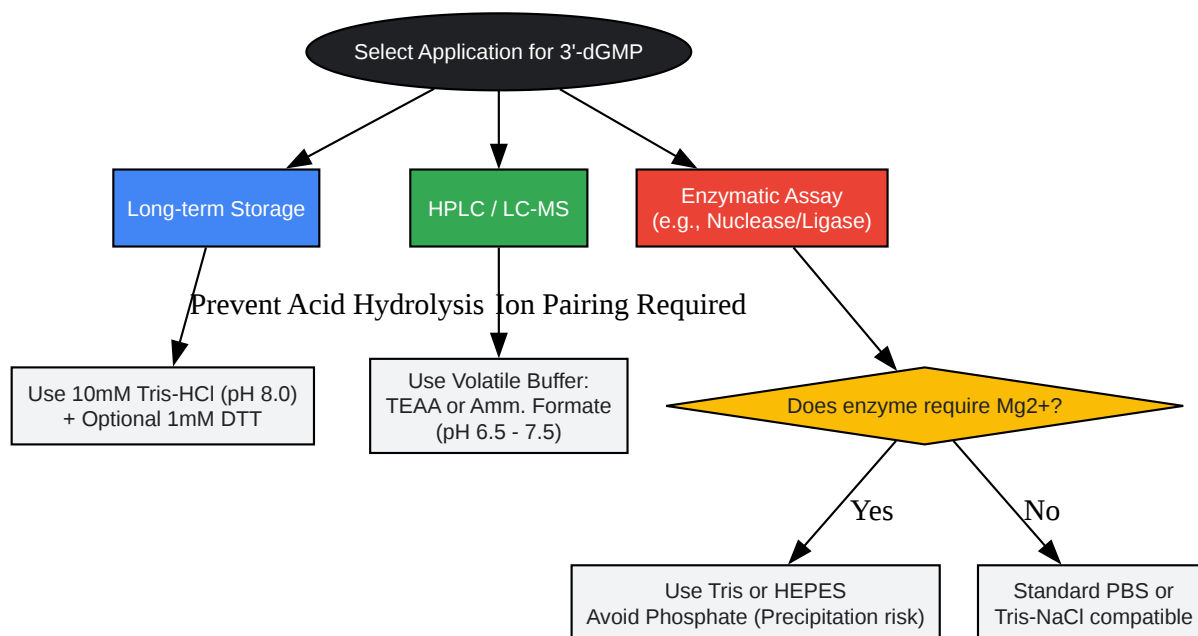 Select Application for 3'-dGMP
Long-term Storage
HPLC / LC-MS
Enzymatic Assay
(e.g., Nuclease/Ligase)
Prevent Acid Hydrolysis
Ion Pairing Required
Use 10mM Tris-HCl (pH 8.0)
+ Optional 1mM DTT
Use Volatile Buffer:
TEAA or Amm. Formate
(pH 6.5 - 7.5)
Does enzyme require Mg2+?
Yes
No
Use Tris or HEPES
Avoid Phosphate (Precipitation risk)
Standard PBS or
Tris-NaCl compatible